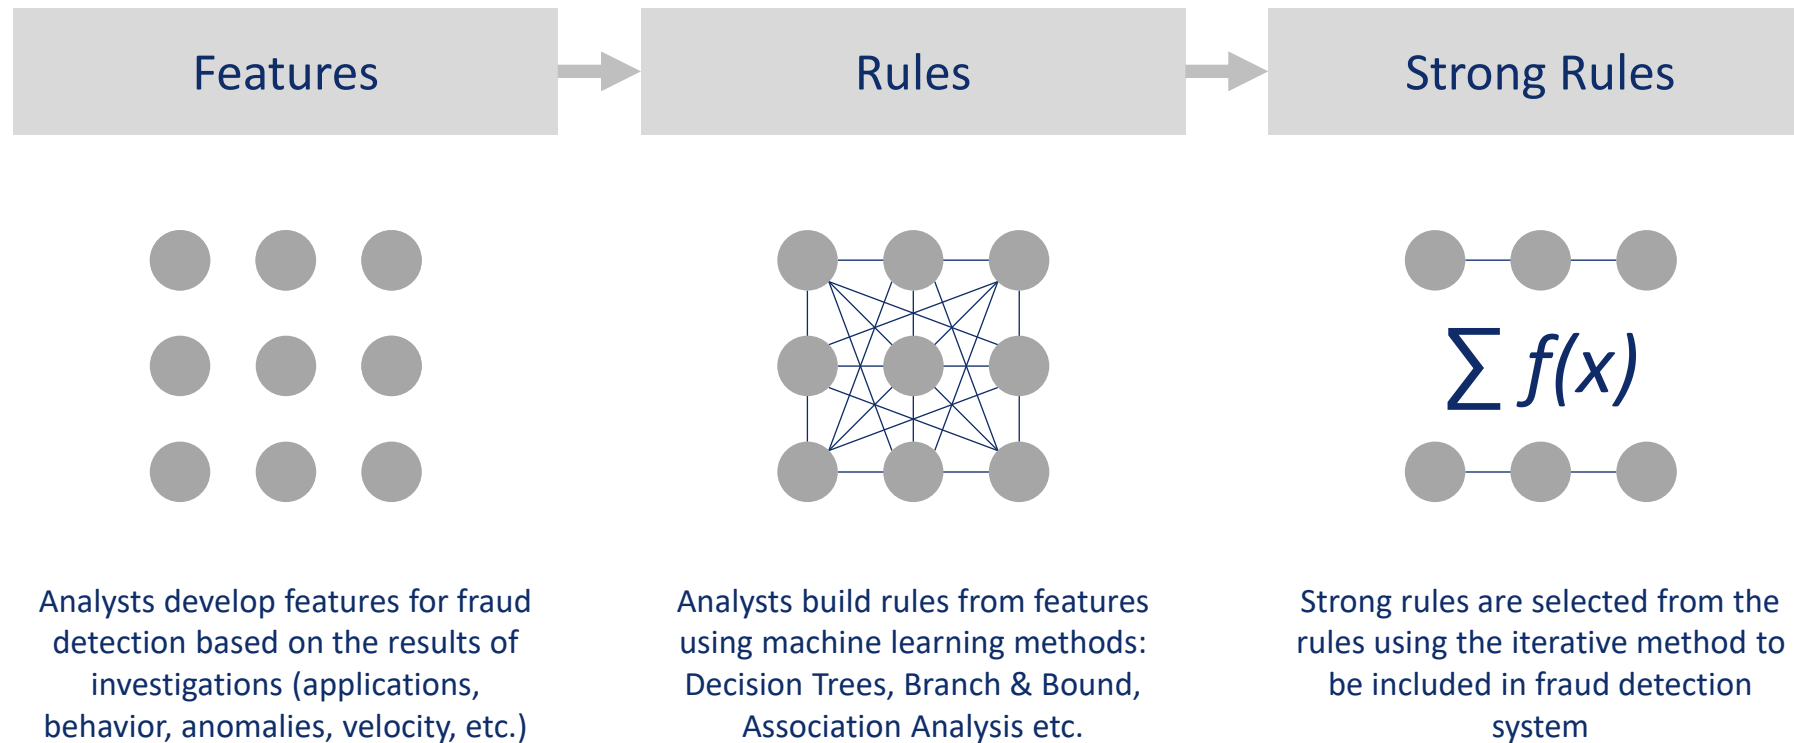 Features
Rules
Strong Rules
∑ f(x)
Analysts develop features for fraud
detection based on the results of
investigations (applications,
behavior, anomalies, velocity, etc.)
Analysts build rules from features
using machine learning methods:
Decision Trees, Branch & Bound,
Association Analysis etc.
Strong rules are selected from the
rules using the iterative method to
be included in fraud detection
system